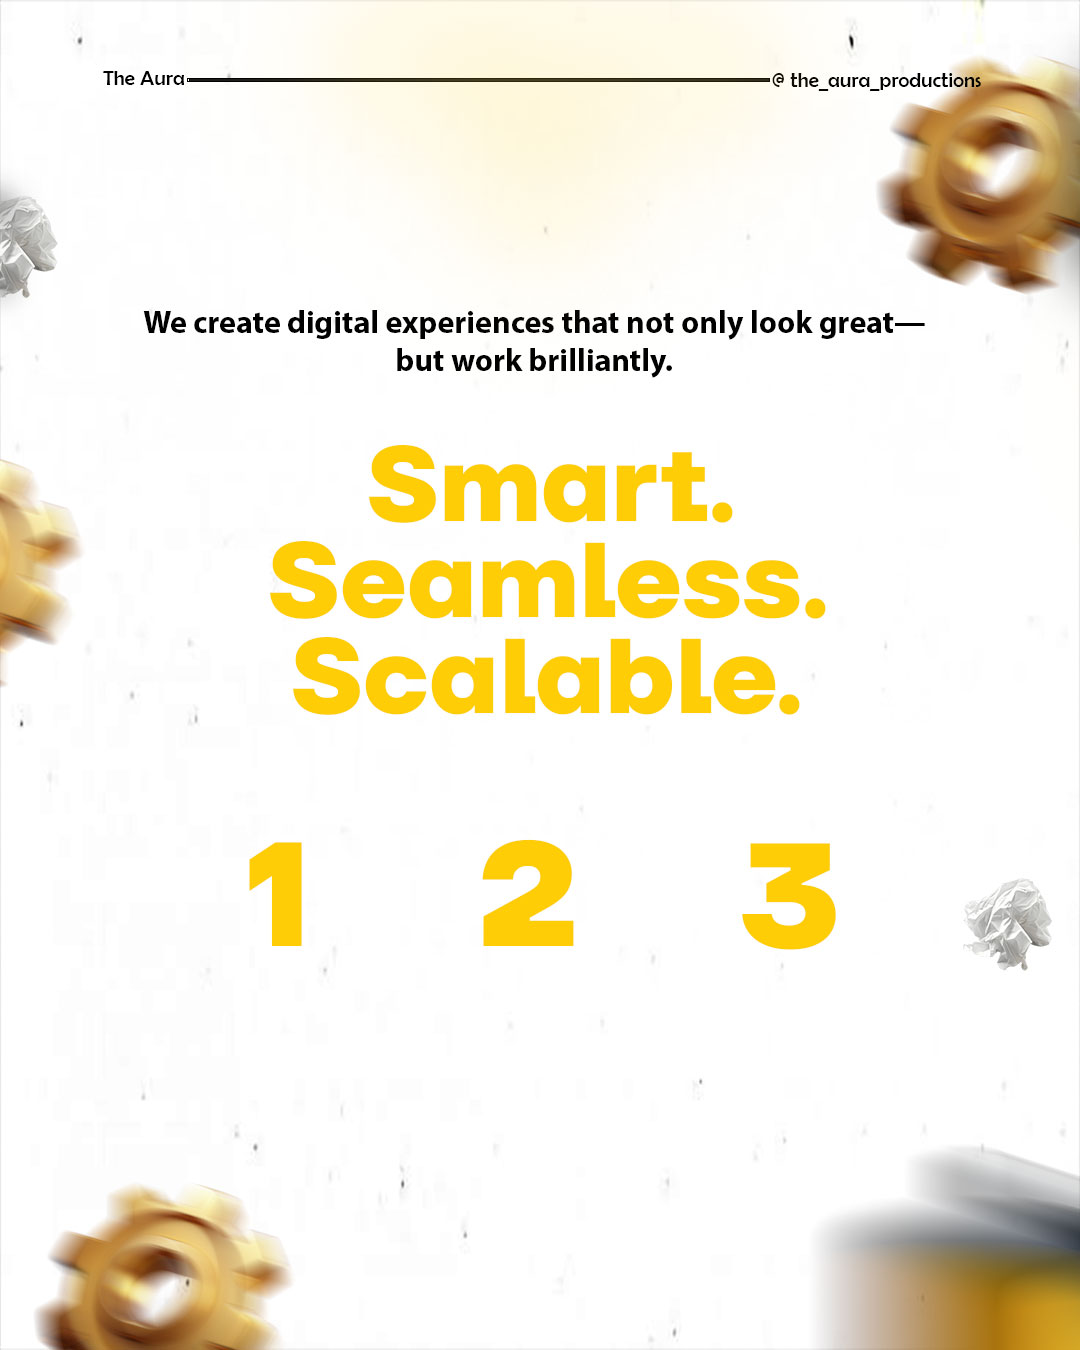 The Aura @ the_aura_productions
We create digital experiences that not only look great—
but work brilliantly.
Smart.
Seamless.
Scalable.
1 2 3